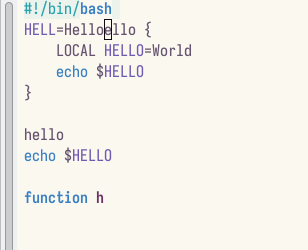 #!/bin/bash
HELL=Helloello {
    LOCAL HELLO=World
    echo $HELLO
}

hello
echo $HELLO

function h